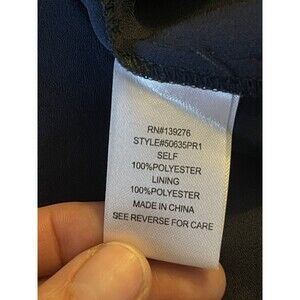 RN#139276
STYLE#50635PR1
SELF
100%POLYESTER
LINING
100%POLYESTER
MADE IN CHINA
SEE REVERSE FOR CARE